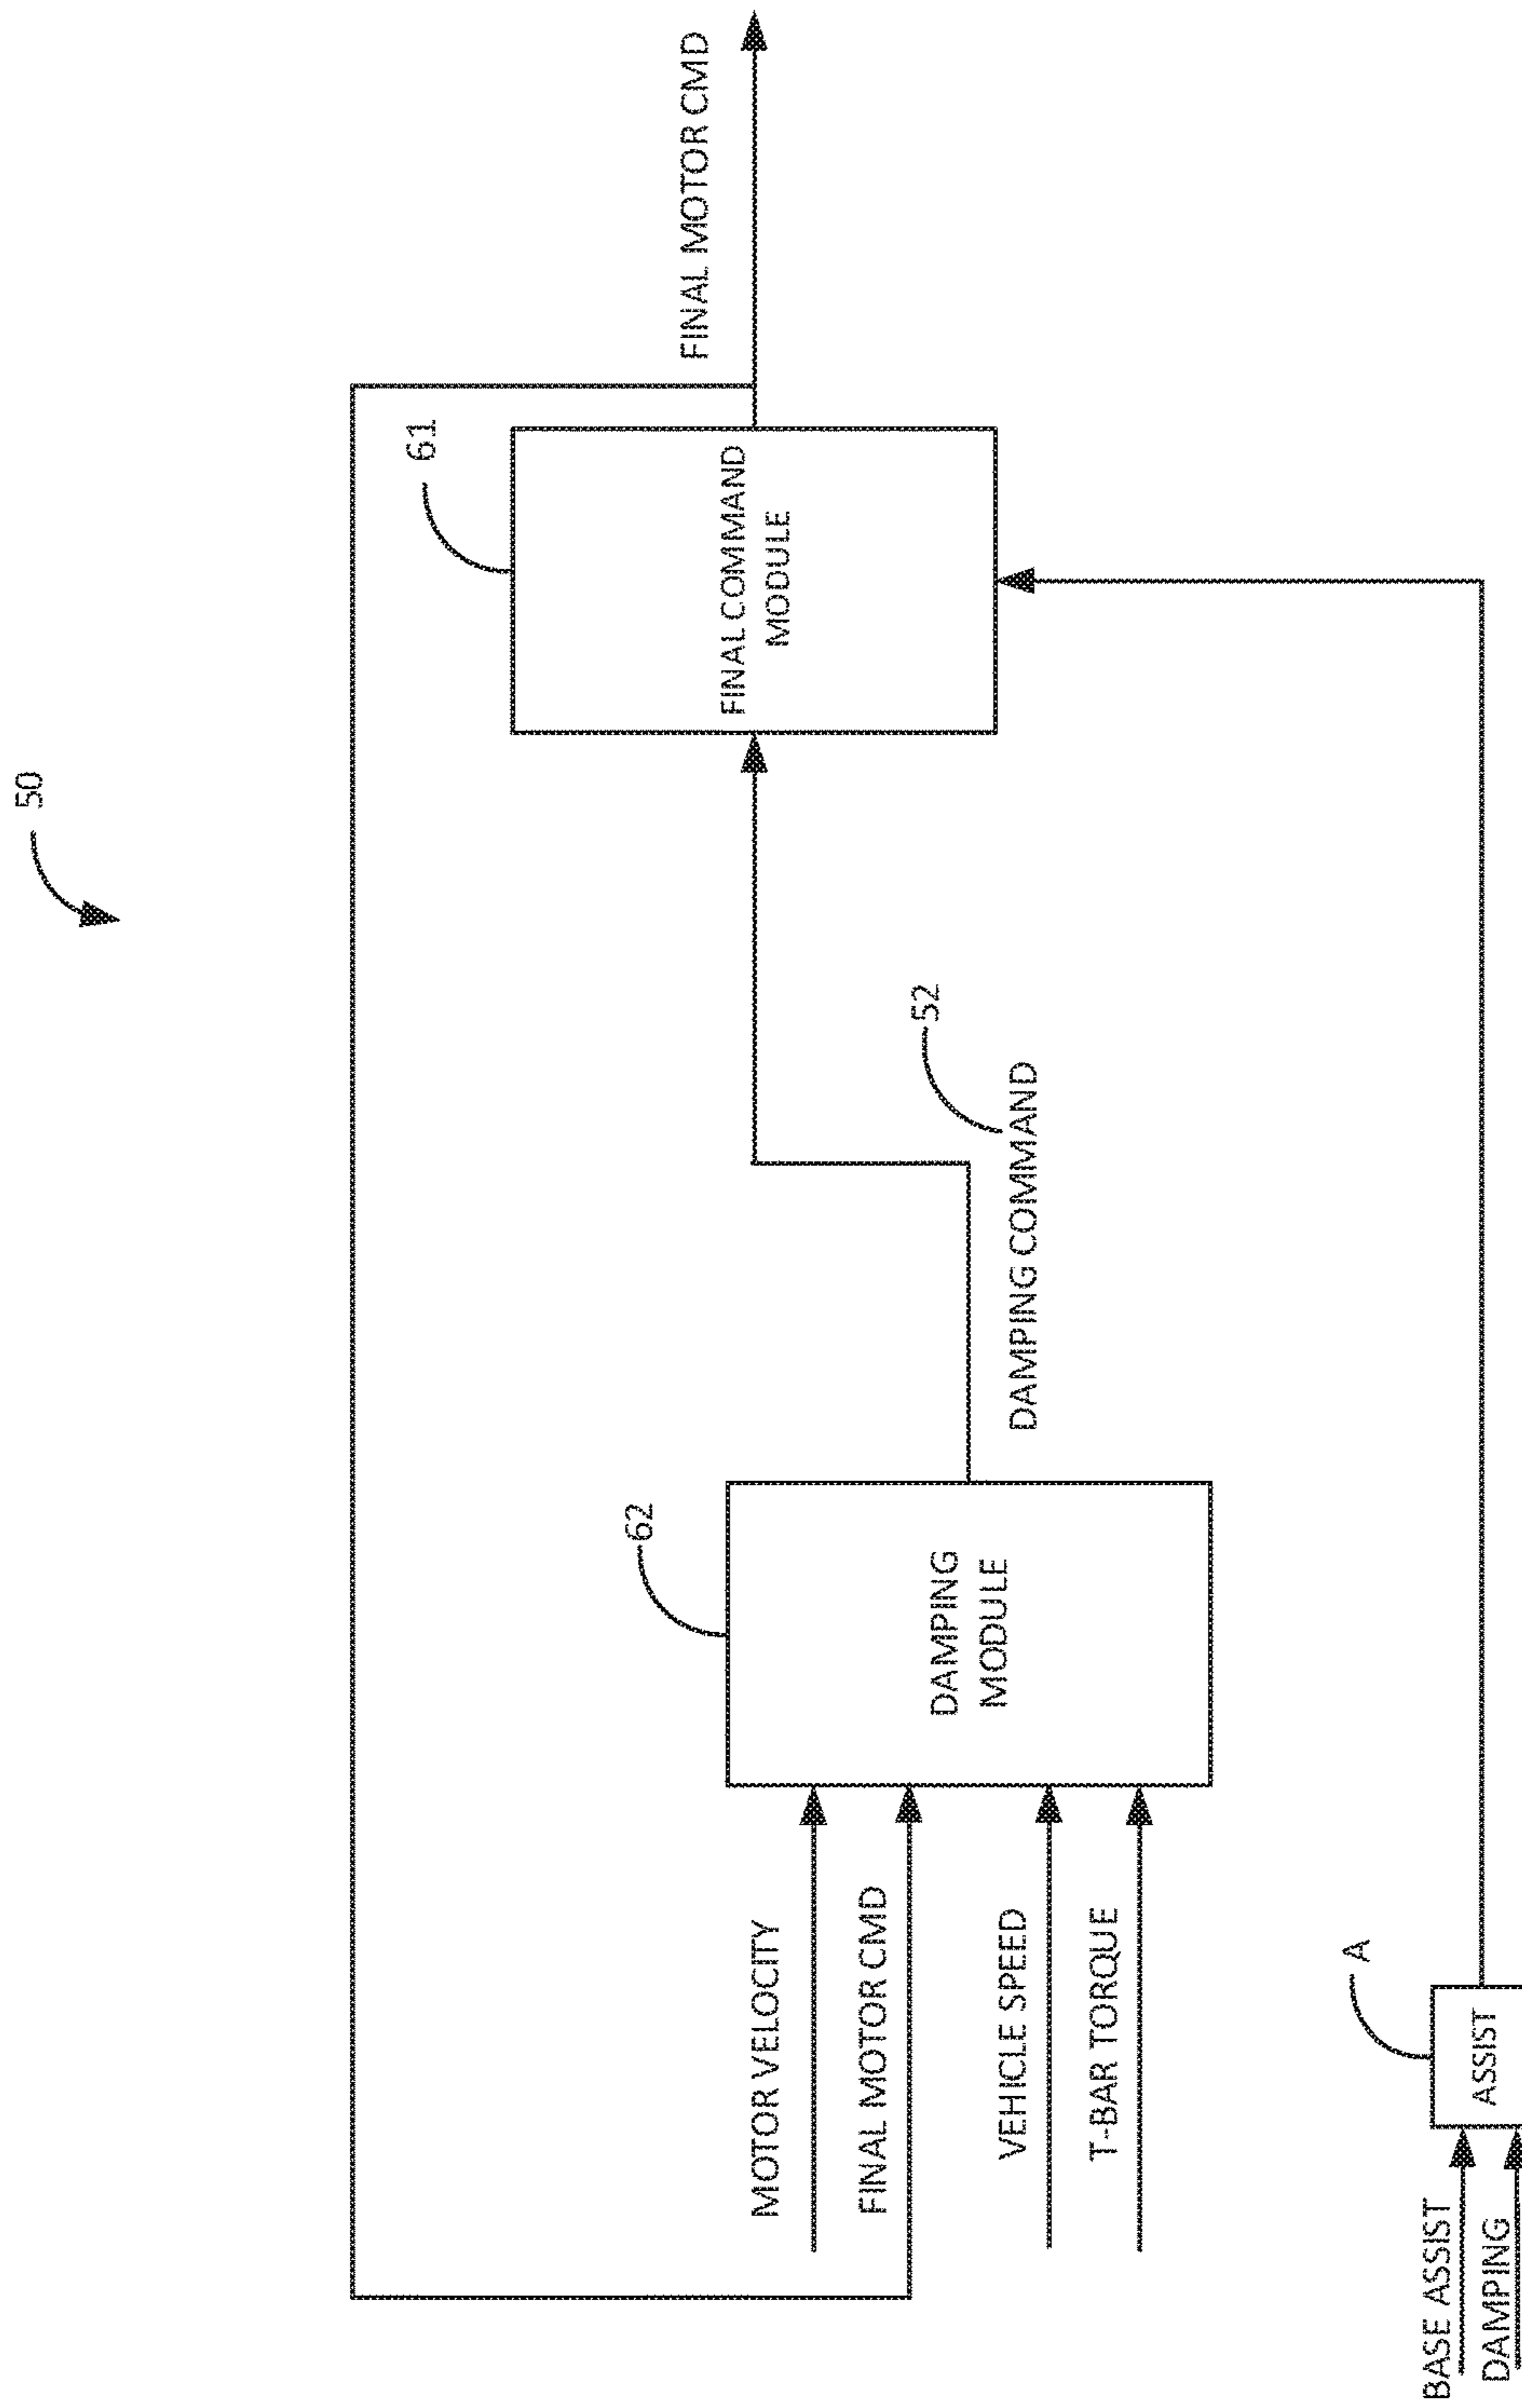 50
FINAL MOTOR CMD
61
FINAL COMMAND
MODULE
52
DAMPING COMMAND
62
DAMPING
MODULE
MOTOR VELOCITY
FINAL MOTOR CMD
VEHICLE SPEED
T-BAR TORQUE
A
ASSIST
BASE ASSIST
DAMPING